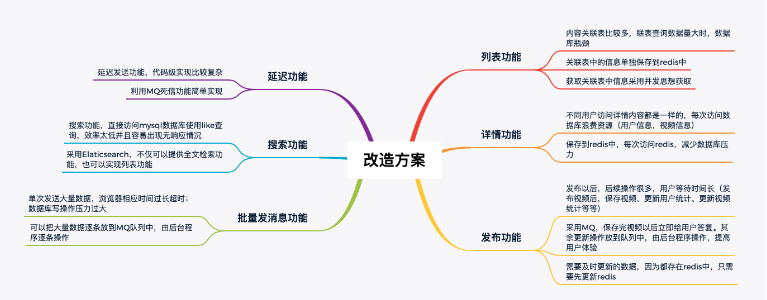 改造方案
延迟功能
延迟发送功能，代码级实现比较复杂
利用MQ死信功能简单实现
搜索功能
搜索功能，直接访问mysql数据库使用like查
询，效率太低并且容易出现无响应情况
采用Elaticsearch，不仅可以提供全文检索功
能，也可以实现列表功能
批量发消息功能
单次发送大量数据，浏览器相应时间过长超时；
数据库写操作压力过大
可以把大量数据逐条放到MQ队列中，由后台程
序逐条操作
列表功能
内容关联表比较多，联表查询数据量大时，数据
库瓶颈
关联表中的信息单独保存到redis中
获取关联表中信息采用并发思想获取
详情功能
不同用户访问详情内容都是一样的，每次访问数
据库浪费资源（用户信息，视频信息）
保存到redis中，每次访问redis，减少数据库压
力
发布功能
发布以后，后续操作很多，用户等待时间长（发
布视频后，保存视频、更新用户统计、更新视频
统计等等）
采用MQ，保存完视频以后立即给用户答复。其
余更新操作放到队列中，由后台程序操作，提高
用户体验
需要及时更新的数据，因为都存在redis中，只需
要先更新redis